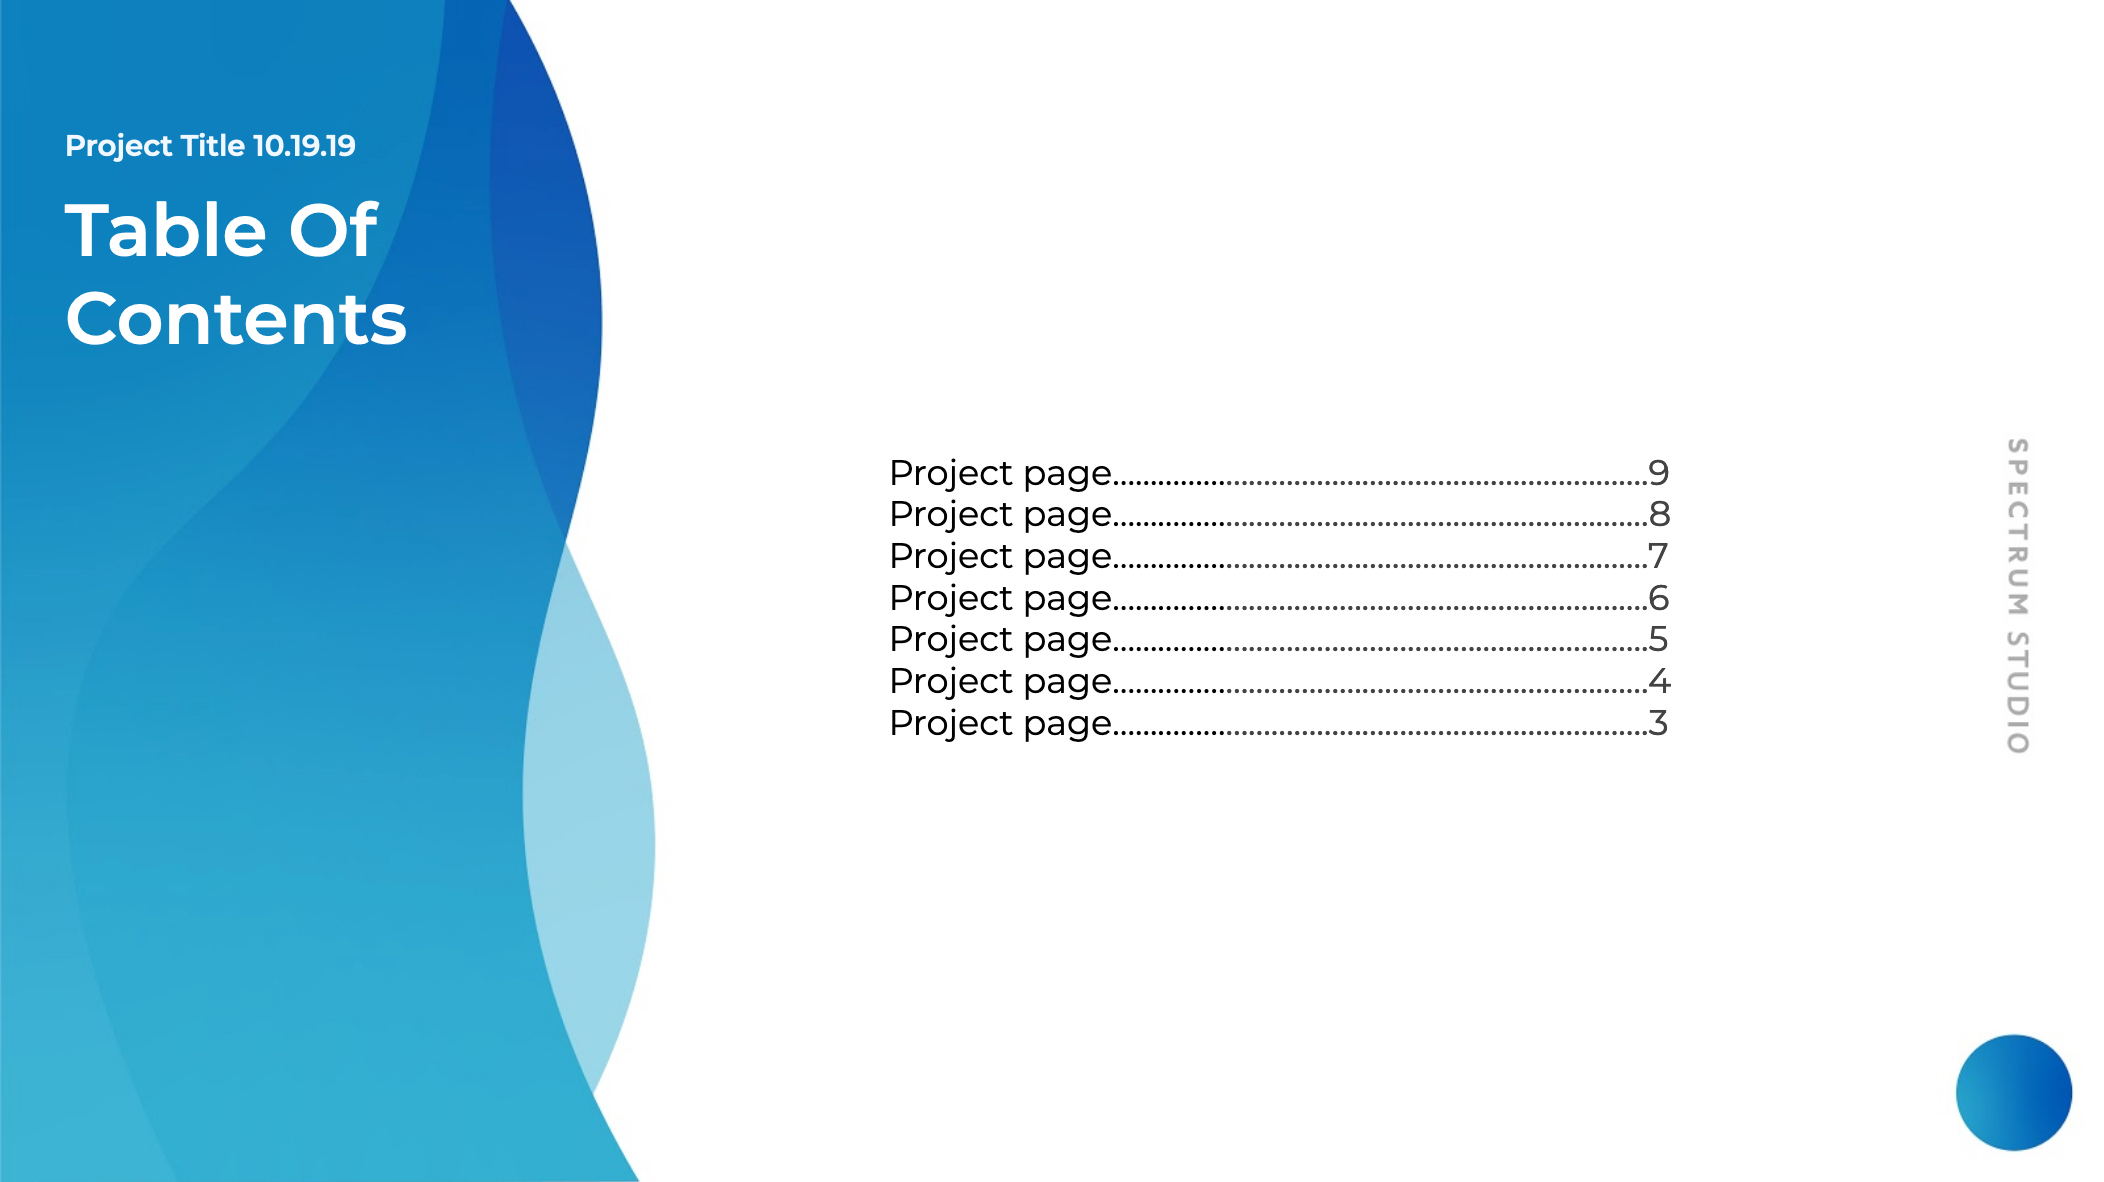 Project Title 10.19.19
Table Of
Contents
Project page.......................................................................9
Project page.......................................................................8
Project page.......................................................................7
Project page.......................................................................6
Project page.......................................................................5
Project page.......................................................................4
Project page.......................................................................3
SPECTRUM STUDIO